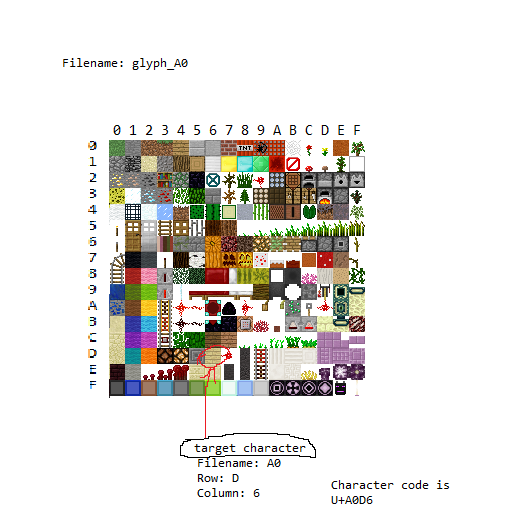 Filename: glyph_A0
0 1 2 3 4 5 6 7 8 9 A B C D E F
0
TNT
1
2
3
4
5
6
7
8
9
A
B
C
D
E
F
target character
Filename: A0
Row: D
Column: 6
Character code is
U+A0D6